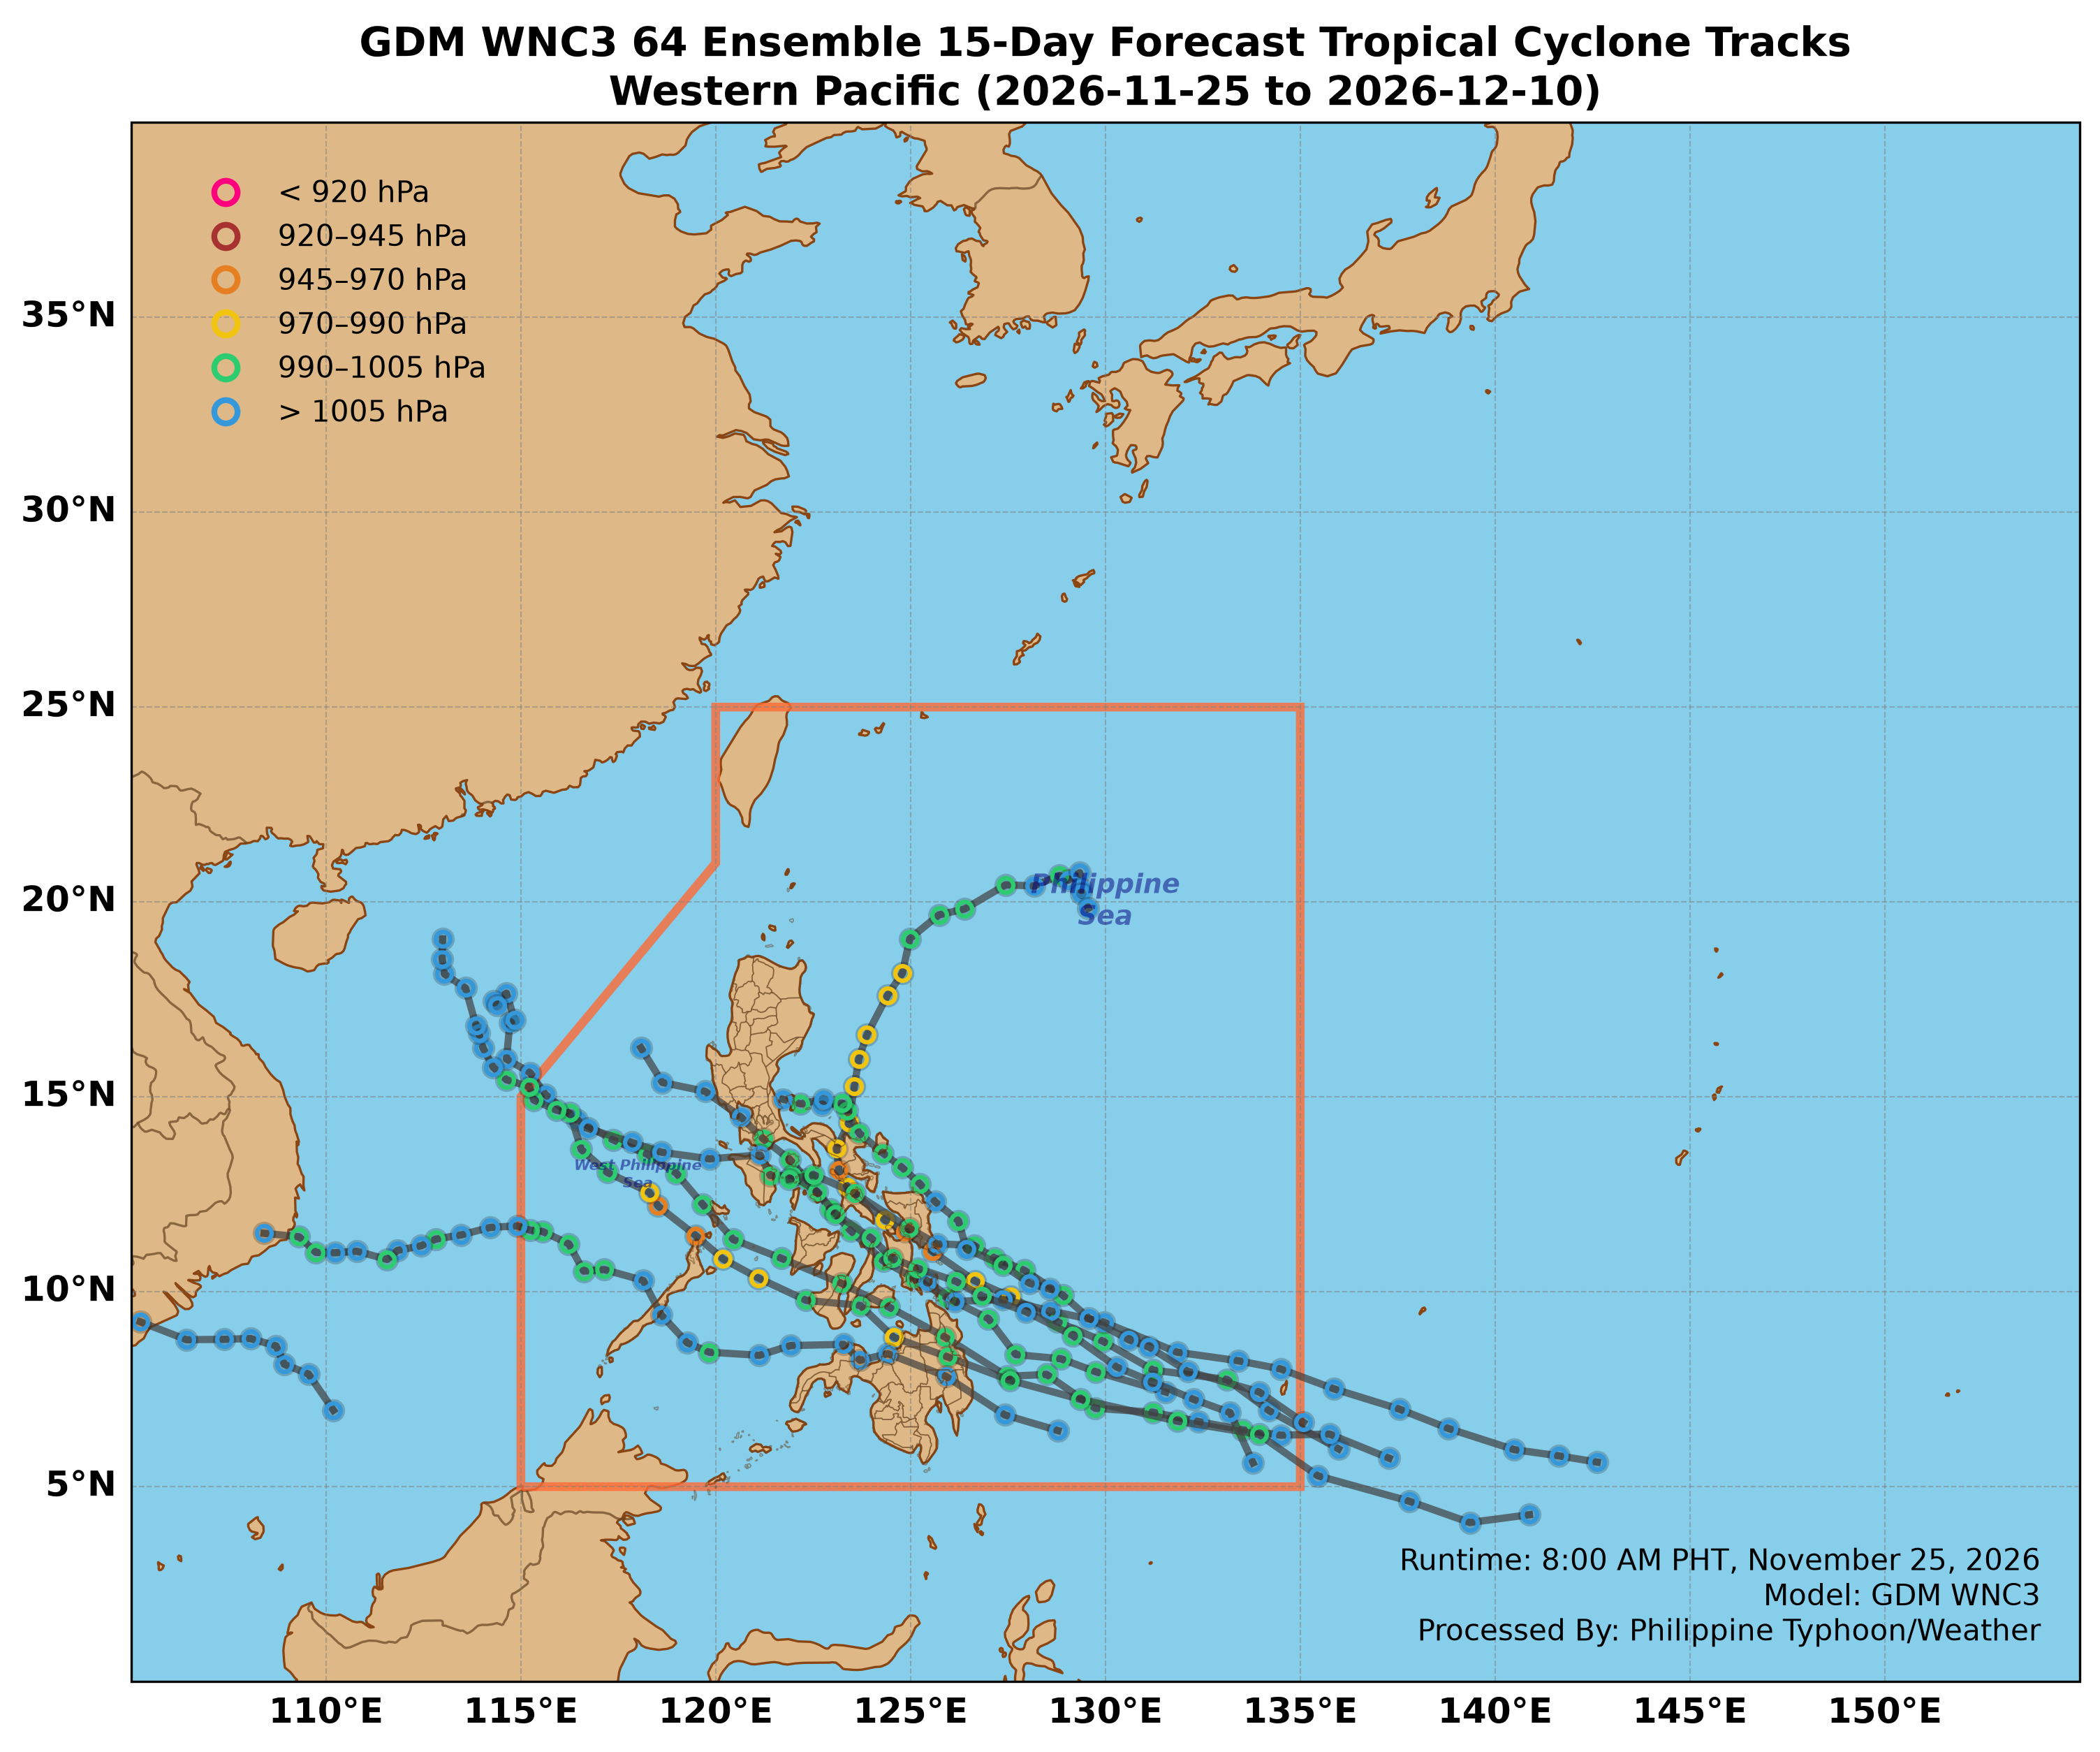 GDM WNC3 64 Ensemble 15-Day Forecast Tropical Cyclone Tracks
Western Pacific (2026-11-25 to 2026-12-10)
< 920 hPa
920–945 hPa
945–970 hPa
970–990 hPa
990–1005 hPa
> 1005 hPa
35°N
30°N
25°N
20°N
15°N
10°N
5°N
Philippine
Sea
West Philippine
Sea
Runtime: 8:00 AM PHT, November 25, 2026
Model: GDM WNC3
Processed By: Philippine Typhoon/Weather
110°E
115°E
120°E
125°E
130°E
135°E
140°E
145°E
150°E